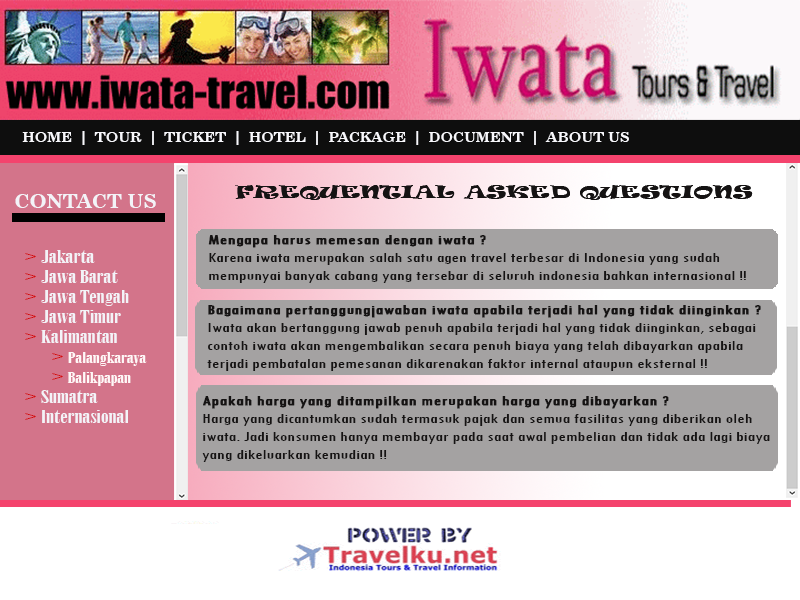 Iwata Tours & Travel
www.iwata-travel.com
HOME | TOUR | TICKET | HOTEL | PACKAGE | DOCUMENT | ABOUT US
CONTACT US
> Jakarta
> Jawa Barat
> Jawa Tengah
> Jawa Timur
> Kalimantan
> Palangkaraya
> Balikpapan
> Sumatra
> Internasional
FREQUENTIAL ASKED QUESTIONS
Mengapa harus memesan dengan iwata ?
Karena iwata merupakan salah satu agen travel terbesar di Indonesia yang sudah
mempunyai banyak cabang yang tersebar di seluruh indonesia bahkan internasional !!
Bagaimana pertanggungjawaban iwata apabila terjadi hal yang tidak diinginkan ?
Iwata akan bertanggung jawab penuh apabila terjadi hal yang tidak diinginkan, sebagai
contoh iwata akan mengembalikan secara penuh biaya yang telah dibayarkan apabila
terjadi pembatalan pemesanan dikarenakan faktor internal ataupun eksternal !!
Apakah harga yang ditampilkan merupakan harga yang dibayarkan ?
Harga yang dicantumkan sudah termasuk pajak dan semua fasilitas yang diberikan oleh
iwata. Jadi konsumen hanya membayar pada saat awal pembelian dan tidak ada lagi biaya
yang dikeluarkan kemudian !!
POWER BY
Travelku.net
Indonesia Tours & Travel Information